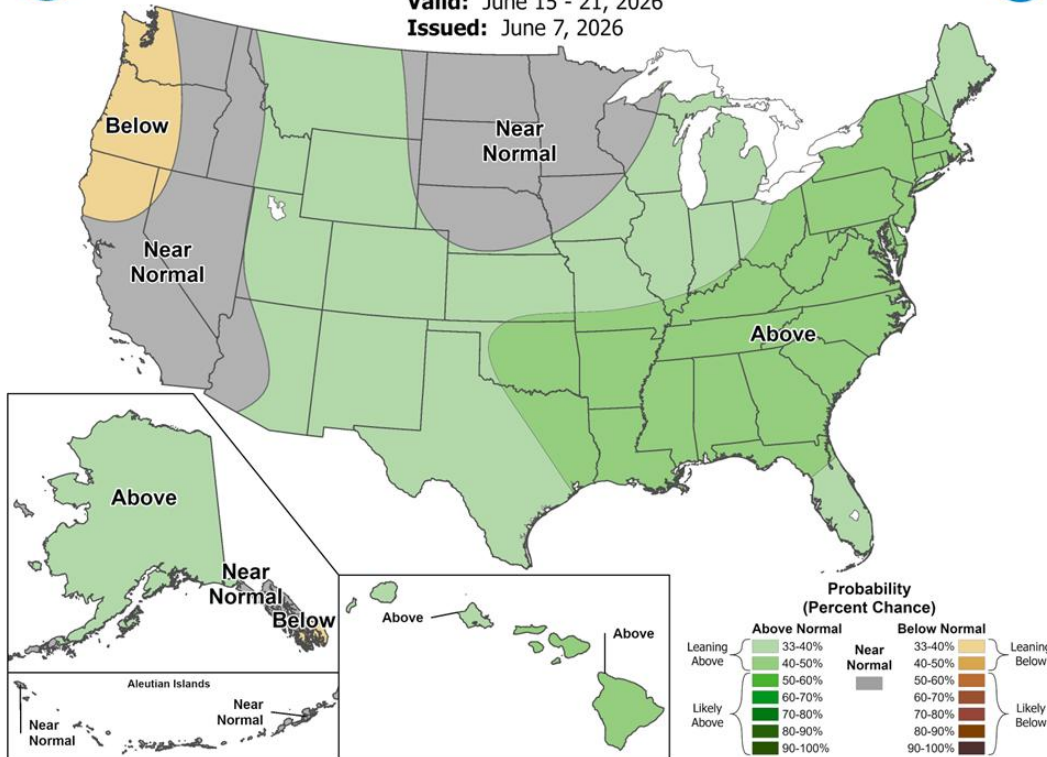 Valid: June 15 - 21, 2026
Issued: June 7, 2026
Below
Near
Normal
Near
Normal
Above
Above
Near
Normal
Below
Aleutian Islands
Near
Normal
Near
Normal
Above
Above
Probability
(Percent Chance)
Above Normal
Below Normal
Leaning
Above
33-40%
40-50%
50-60%
60-70%
70-80%
80-90%
90-100%
Likely
Above
Near
Normal
33-40%
40-50%
50-60%
60-70%
70-80%
80-90%
90-100%
Leaning
Below
Likely
Below